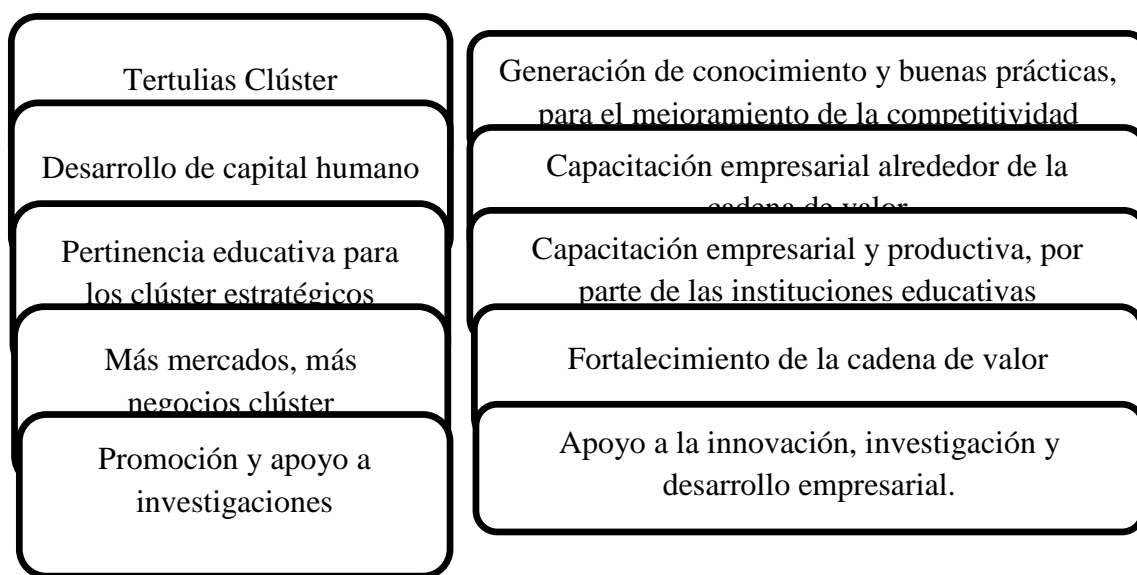 Tertulias Clúster
Generación de conocimiento y buenas prácticas,
para el mejoramiento de la competitividad
Desarrollo de capital humano
Capacitación empresarial alrededor de la
cadena de valor
Pertinencia educativa para
los clúster estratégicos
Capacitación empresarial y productiva, por
parte de las instituciones educativas
Más mercados, más
negocios clúster
Fortalecimiento de la cadena de valor
Promoción y apoyo a
investigaciones
Apoyo a la innovación, investigación y
desarrollo empresarial.